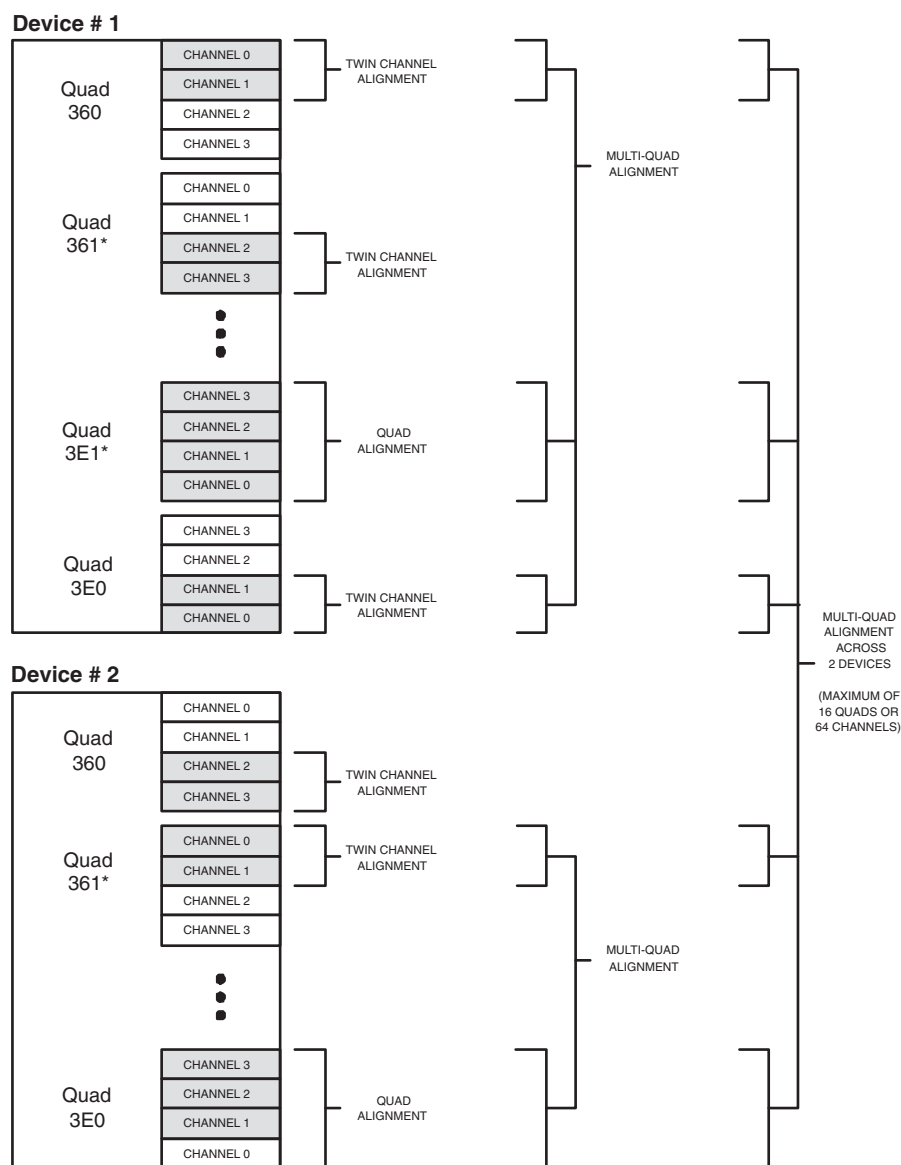 Device # 1
Quad
360
CHANNEL 0
CHANNEL 1
CHANNEL 2
CHANNEL 3
TWIN CHANNEL
ALIGNMENT
MULTI-QUAD
ALIGNMENT
Quad
361*
CHANNEL 0
CHANNEL 1
CHANNEL 2
CHANNEL 3
TWIN CHANNEL
ALIGNMENT
Quad
3E1*
CHANNEL 3
CHANNEL 2
CHANNEL 1
CHANNEL 0
QUAD
ALIGNMENT
Quad
3E0
CHANNEL 3
CHANNEL 2
CHANNEL 1
CHANNEL 0
TWIN CHANNEL
ALIGNMENT
MULTI-QUAD
ALIGNMENT
ACROSS
2 DEVICES
(MAXIMUM OF
16 QUADS OR
64 CHANNELS)
Device # 2
Quad
360
CHANNEL 0
CHANNEL 1
CHANNEL 2
CHANNEL 3
TWIN CHANNEL
ALIGNMENT
Quad
361*
CHANNEL 0
CHANNEL 1
CHANNEL 2
CHANNEL 3
TWIN CHANNEL
ALIGNMENT
MULTI-QUAD
ALIGNMENT
Quad
3E0
CHANNEL 3
CHANNEL 2
CHANNEL 1
CHANNEL 0
QUAD
ALIGNMENT